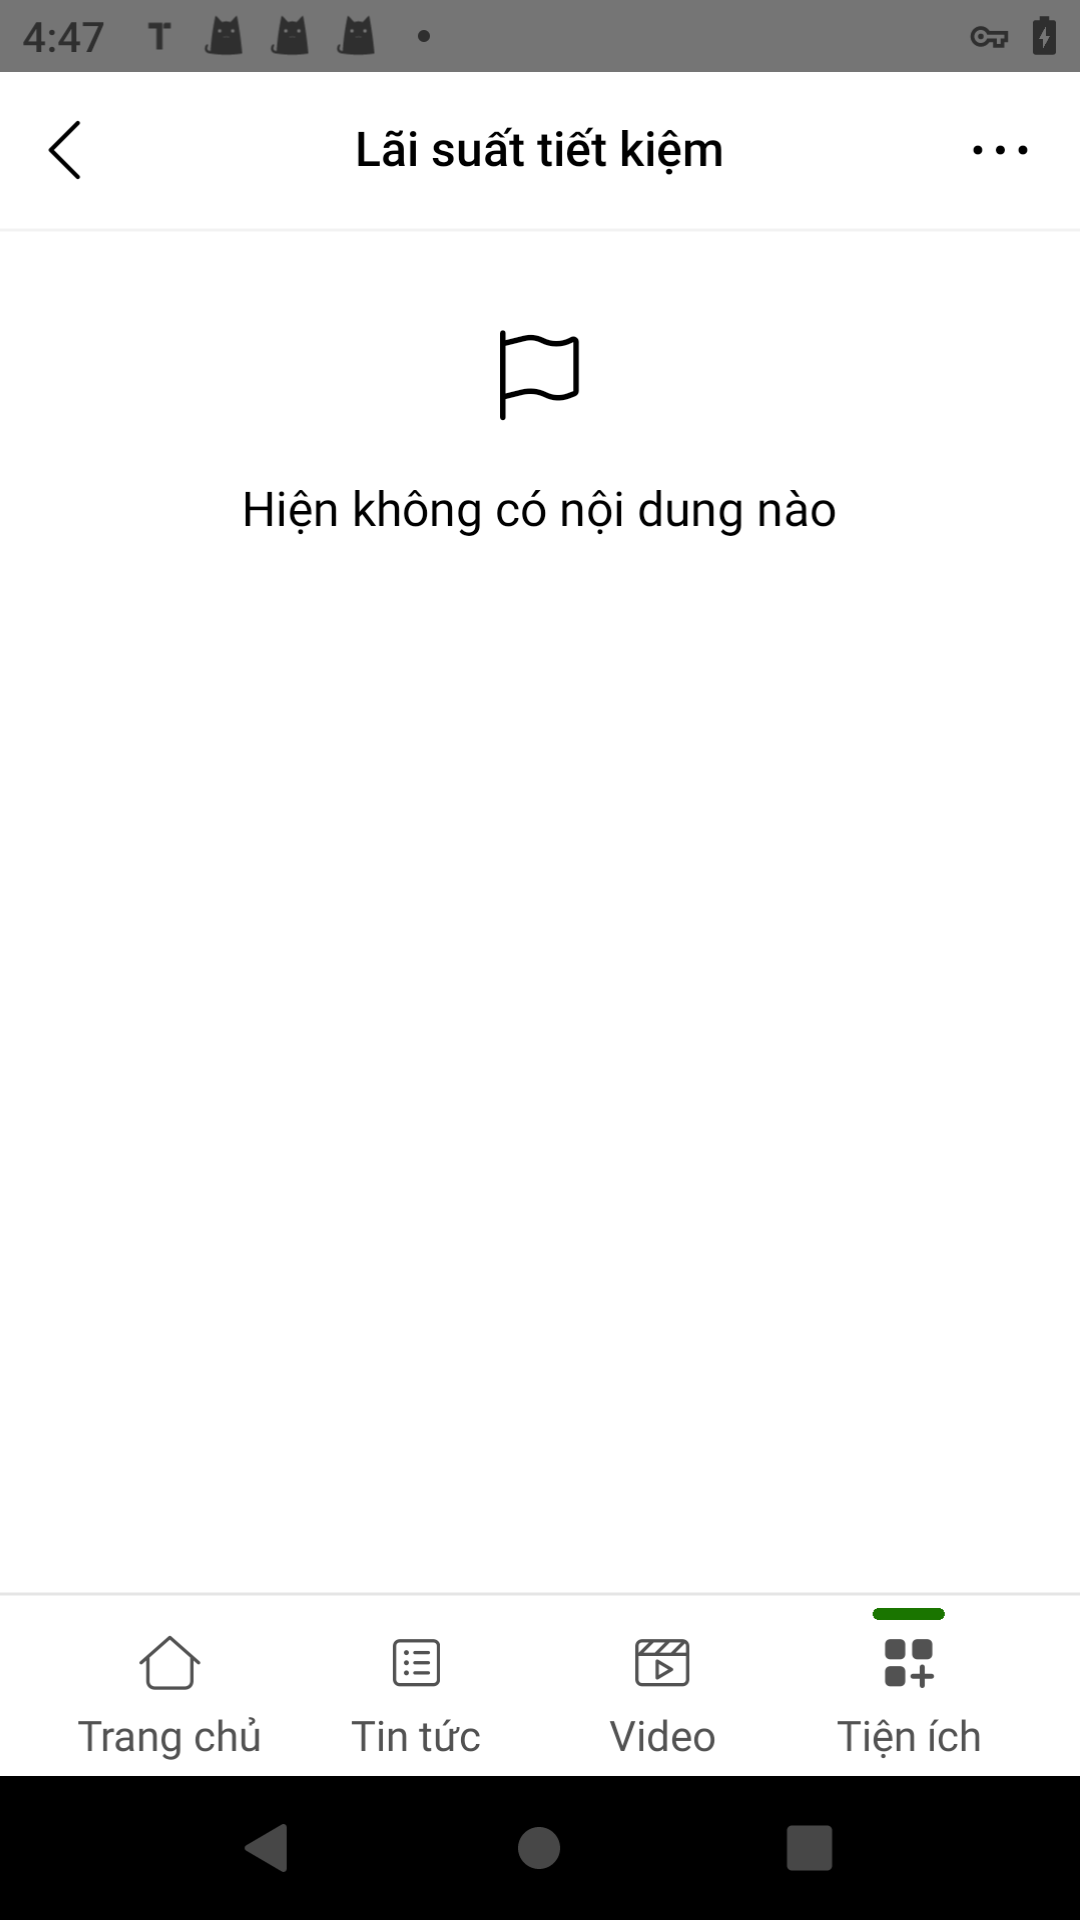 4:47
Lãi suất tiết kiệm
Hiện không có nội dung nào
Trang chủ
Tin tức
Video
Tiện ích